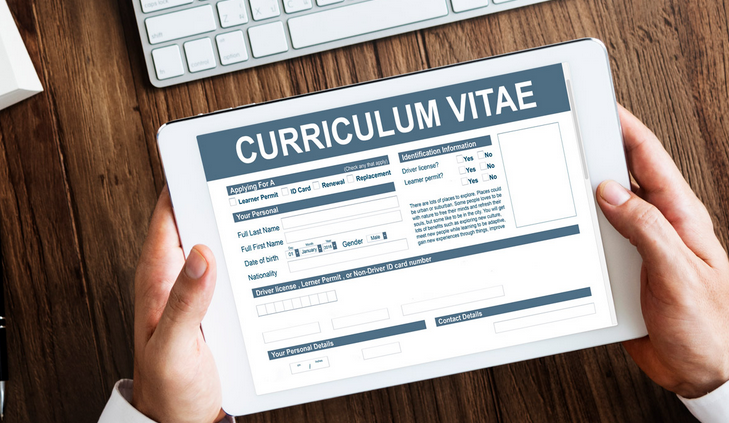 CURRICULUM VITAE
Applying For A
(Check any that apply)
Learner Permit ID Card Renewal Replacement
Your Personal
Full Last Name
Full First Name
Date of birth
01 January
Gender Male
Nationality
Identification Information
Driver license? Yes No
Learner permit? Yes No
Yes No
There are lots of places to explore. Places could
be urban or suburban. Some people loves to be
with nature to free their minds and refresh their
souls, but some like to be in the city. You will get
lots of benefits such as exploring new culture,
meet new people while learning to be adaptive,
gain new experiences through things, improve
Driver license , Lerner Permit , or Non-Driver ID card number
Your Personal Details
Contact Details